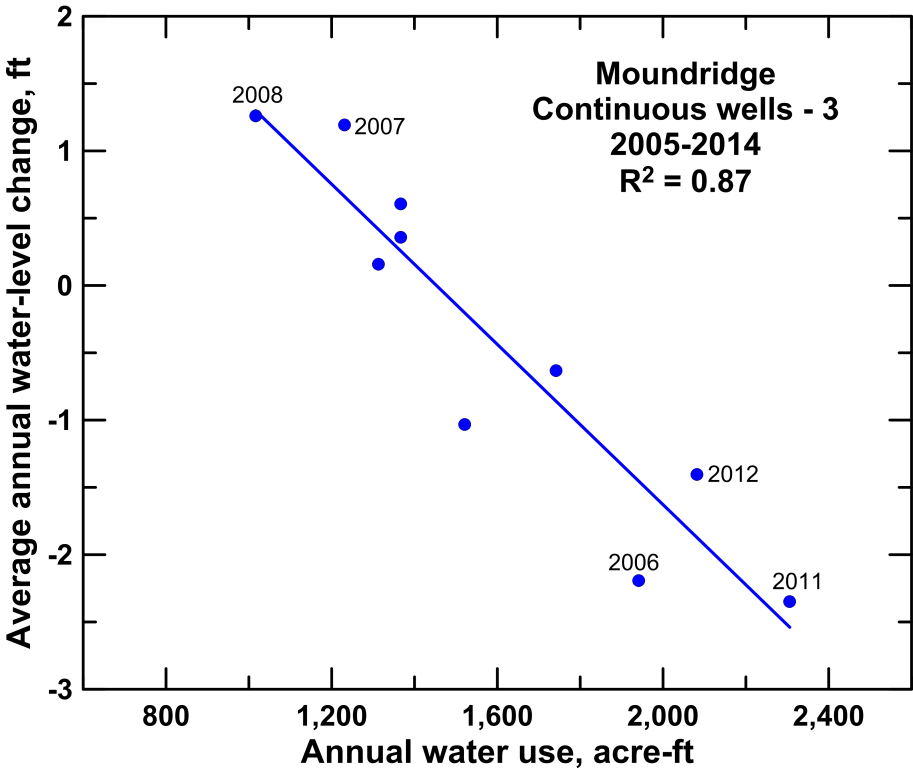 Moundridge
Continuous wells - 3
2005-2014
R² = 0.87
2008
2007
2012
2006
2011
Average annual water-level change, ft
2
1
0
-1
-2
-3
800 1,200 1,600 2,000 2,400
Annual water use, acre-ft